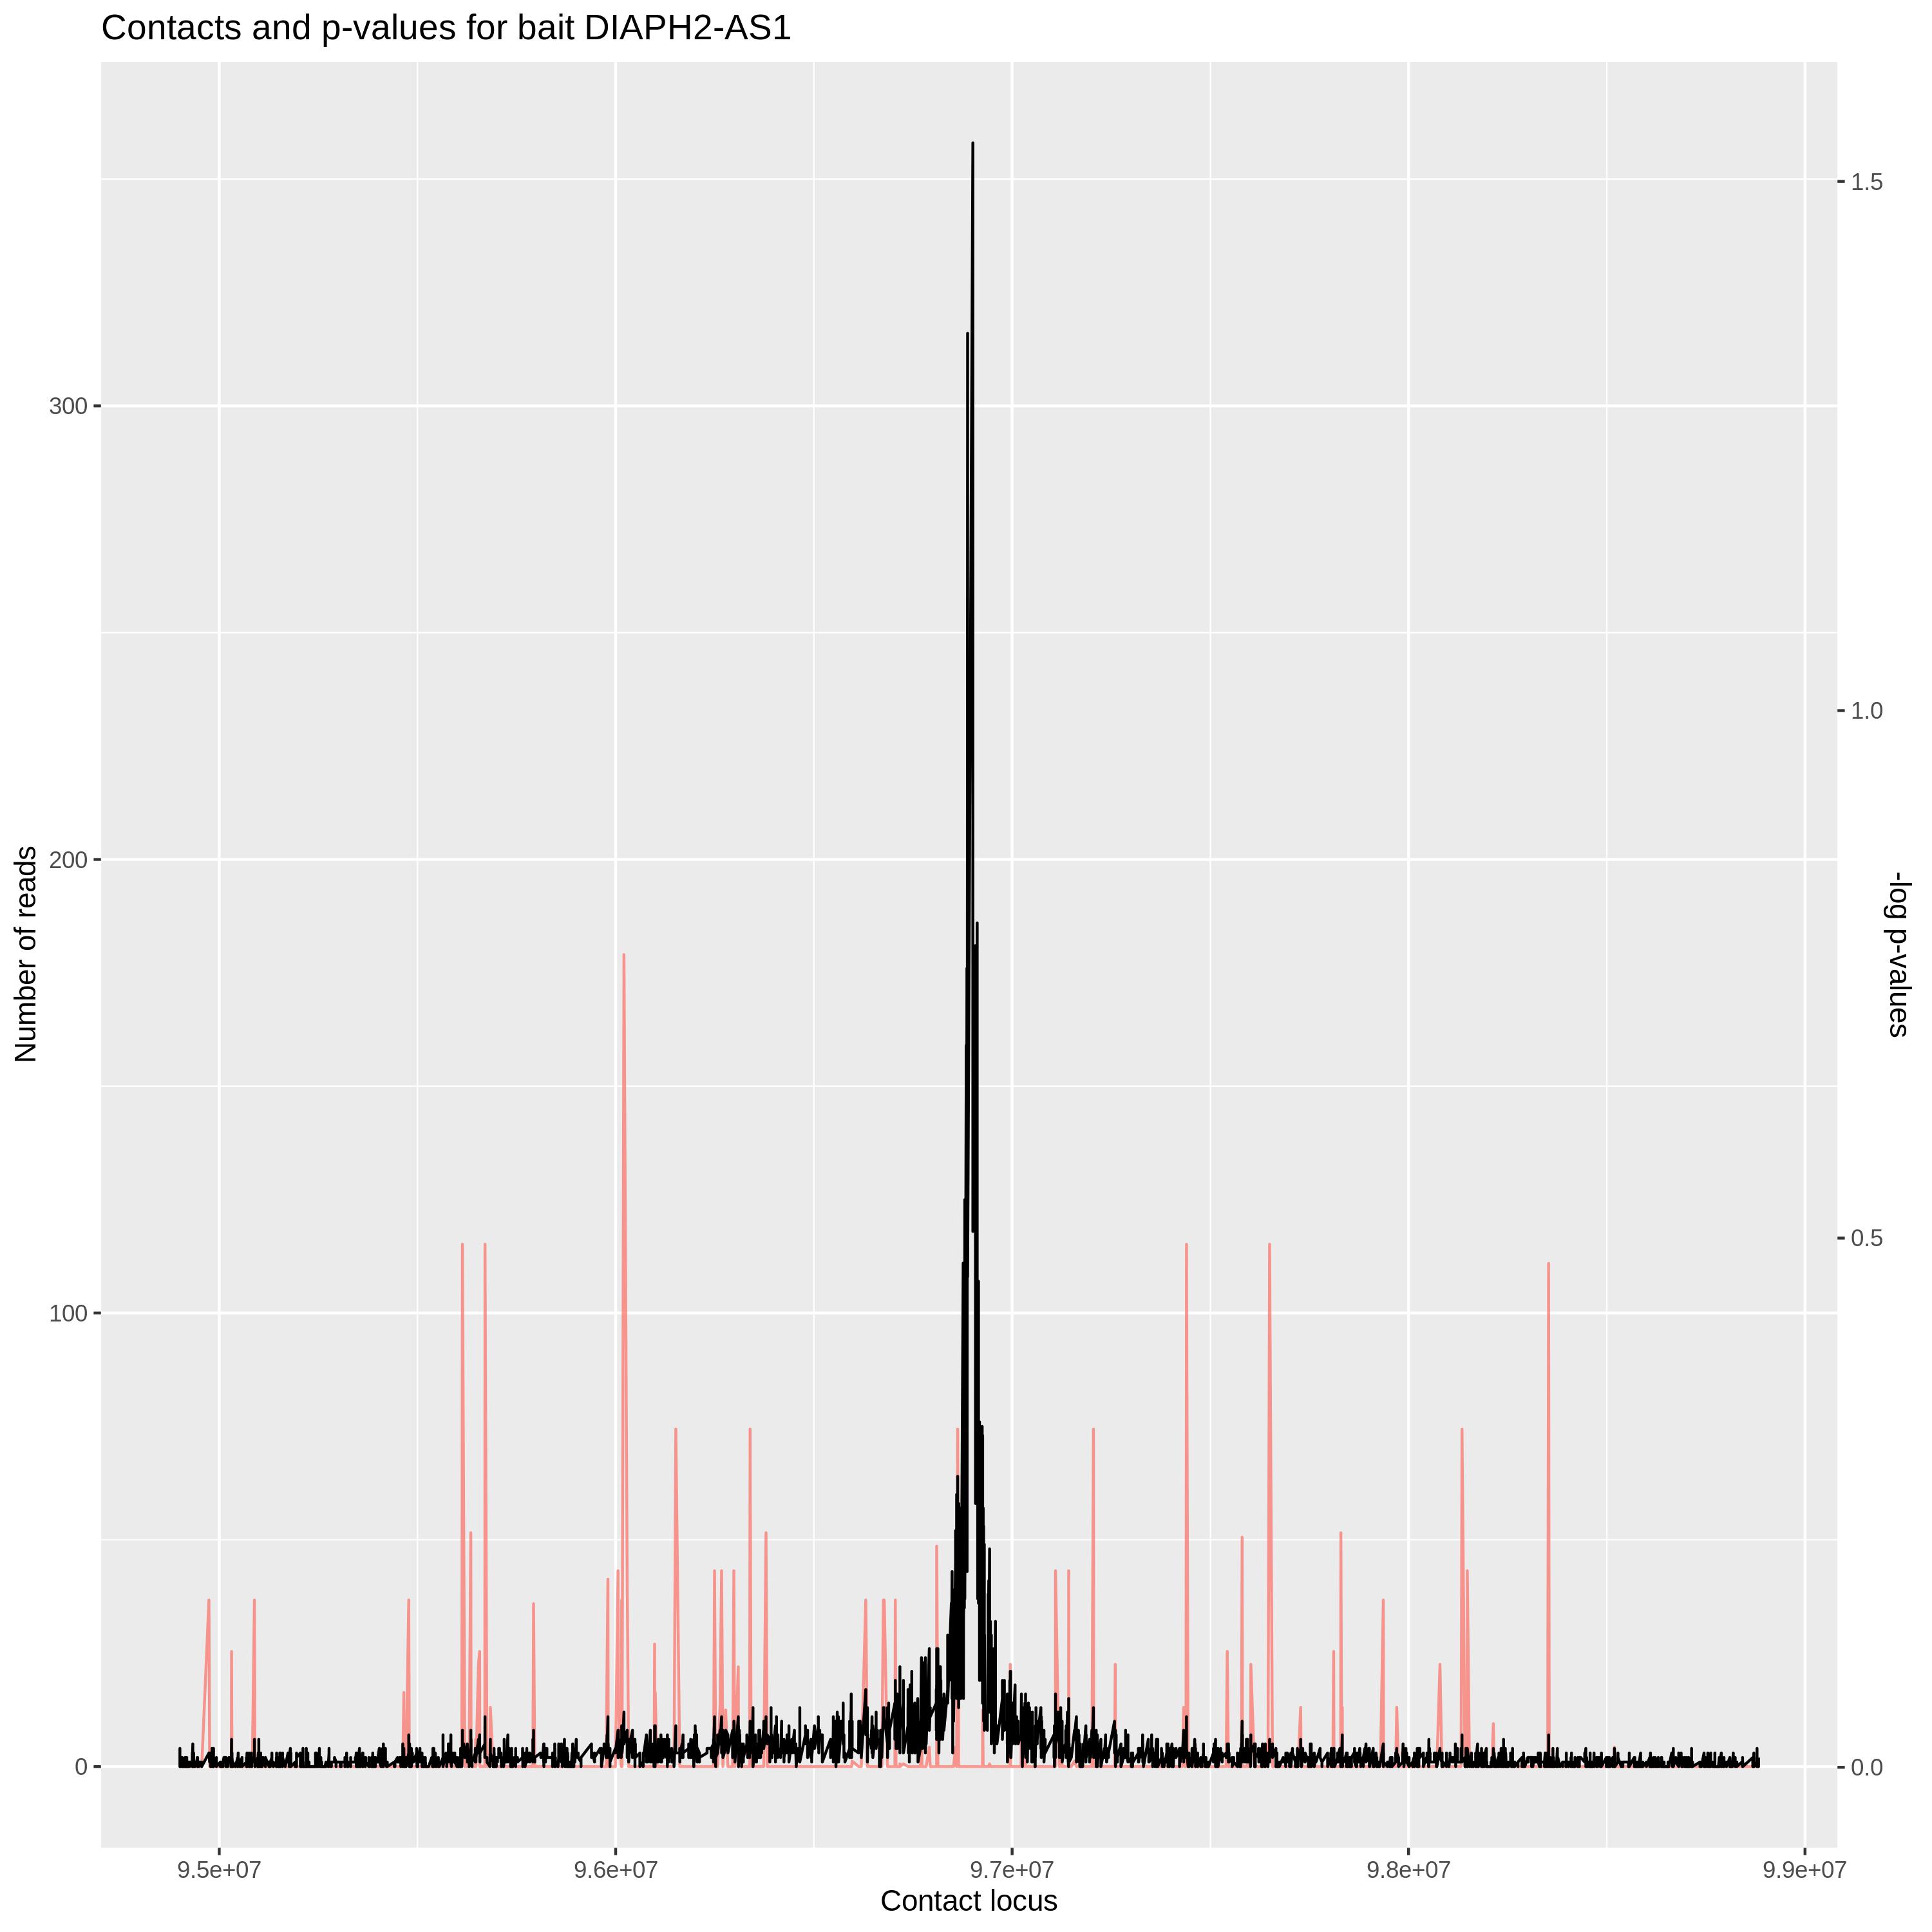 Contacts and p-values for bait DIAPH2-AS1
300
200
100
0
Number of reads
1.5
1.0
0.5
0.0
-log p-values
9.5e+07
9.6e+07
9.7e+07
9.8e+07
9.9e+07
Contact locus